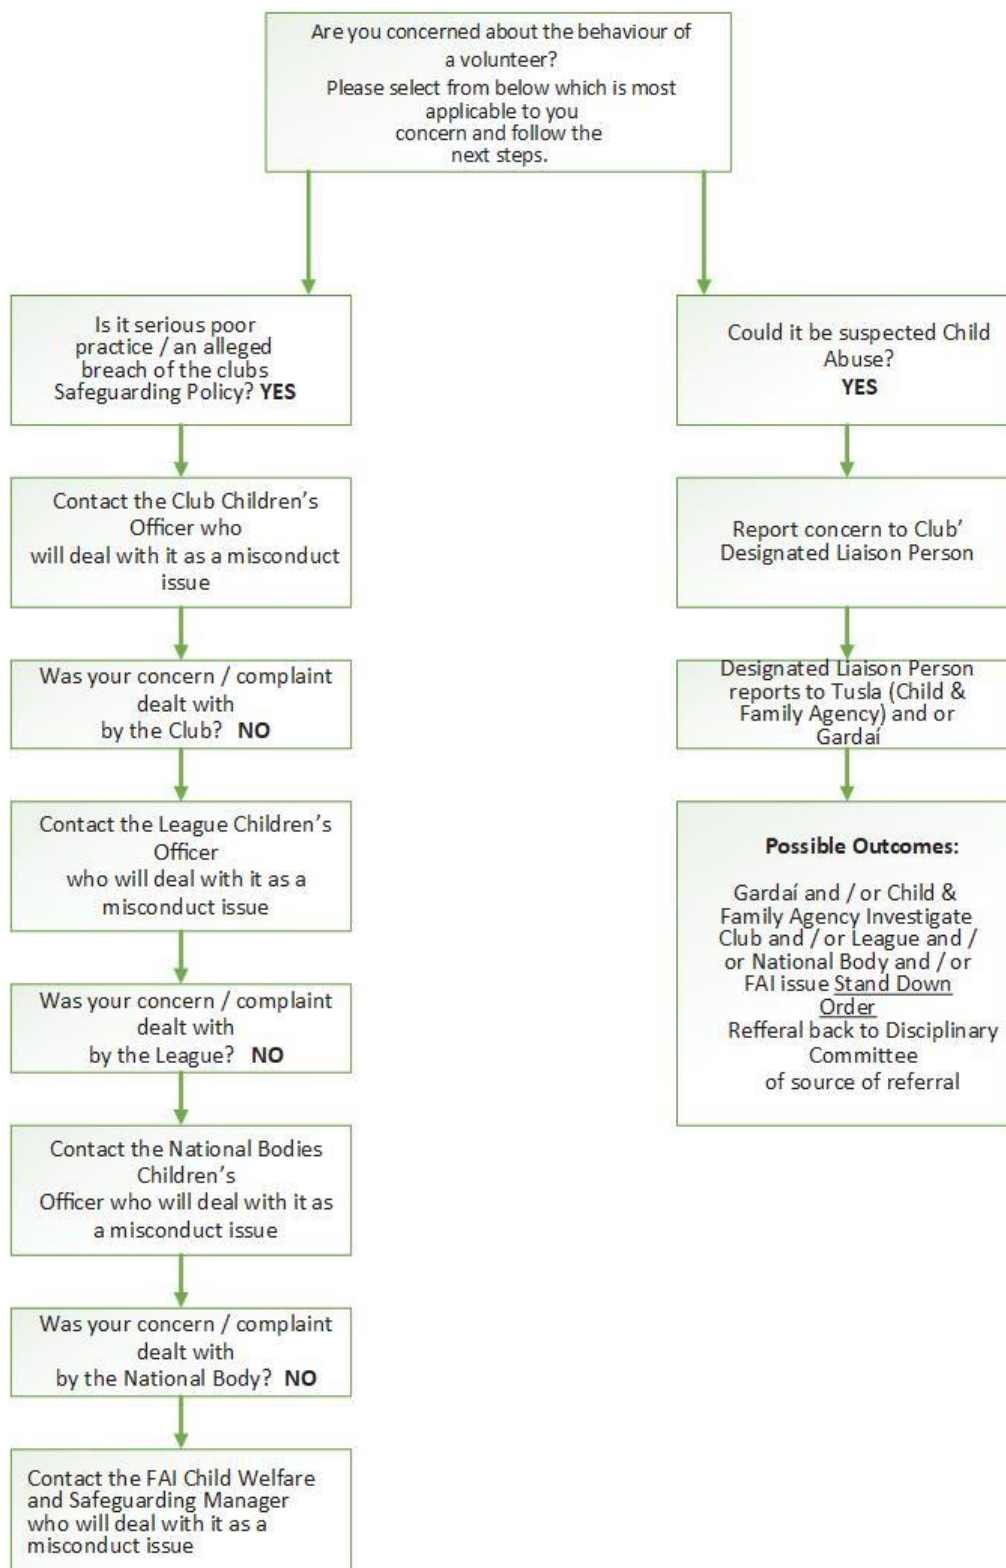 Are you concerned about the behaviour of
a volunteer?
Please select from below which is most
applicable to you
concern and follow the
next steps.
Is it serious poor
practice / an alleged
breach of the clubs
Safeguarding Policy? YES
Contact the Club Children’s
Officer who
will deal with it as a misconduct
issue
Was your concern / complaint
dealt with
by the Club? NO
Contact the League Children’s
Officer
who will deal with it as a
misconduct issue
Was your concern / complaint
dealt with
by the League? NO
Contact the National Bodies
Children’s
Officer who will deal with it as
a misconduct issue
Was your concern / complaint
dealt with
by the National Body? NO
Contact the FAI Child Welfare
and Safeguarding Manager
who will deal with it as a
misconduct issue
Could it be suspected Child
Abuse?
YES
Report concern to Club’
Designated Liaison Person
Designated Liaison Person
reports to Tusla (Child &
Family Agency) and or
Gardaí
Possible Outcomes:
Gardaí and / or Child &
Family Agency Investigate
Club and / or League and /
or National Body and / or
FAI issue Stand Down
Order
Refferal back to Disciplinary
Committee
of source of referral